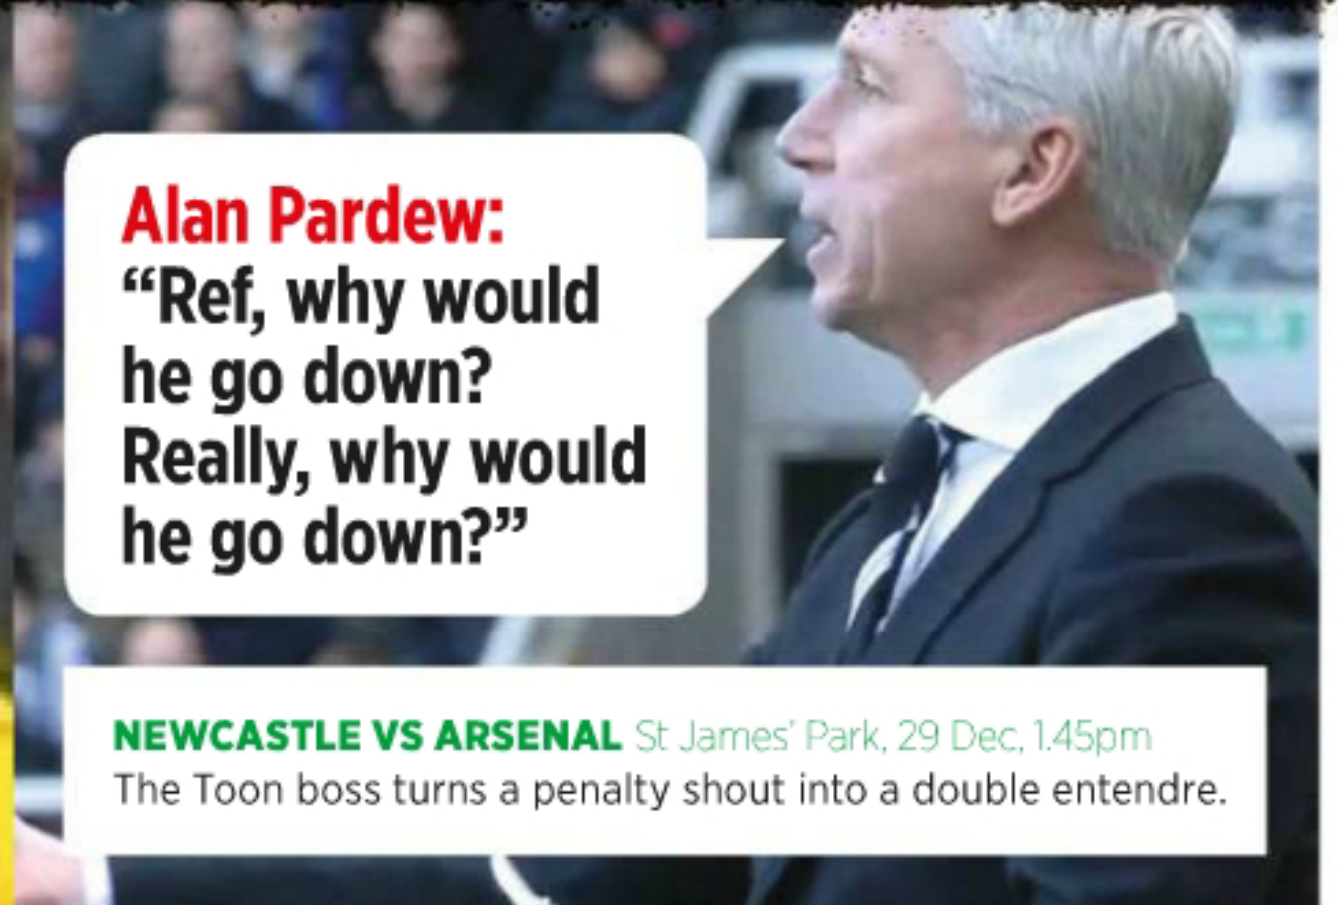 Alan Pardew:
“Ref, why would
he go down?
Really, why would
he go down?”
NEWCASTLE VS ARSENAL St James’ Park, 29 Dec, 1.45pm
The Toon boss turns a penalty shout into a double entendre.